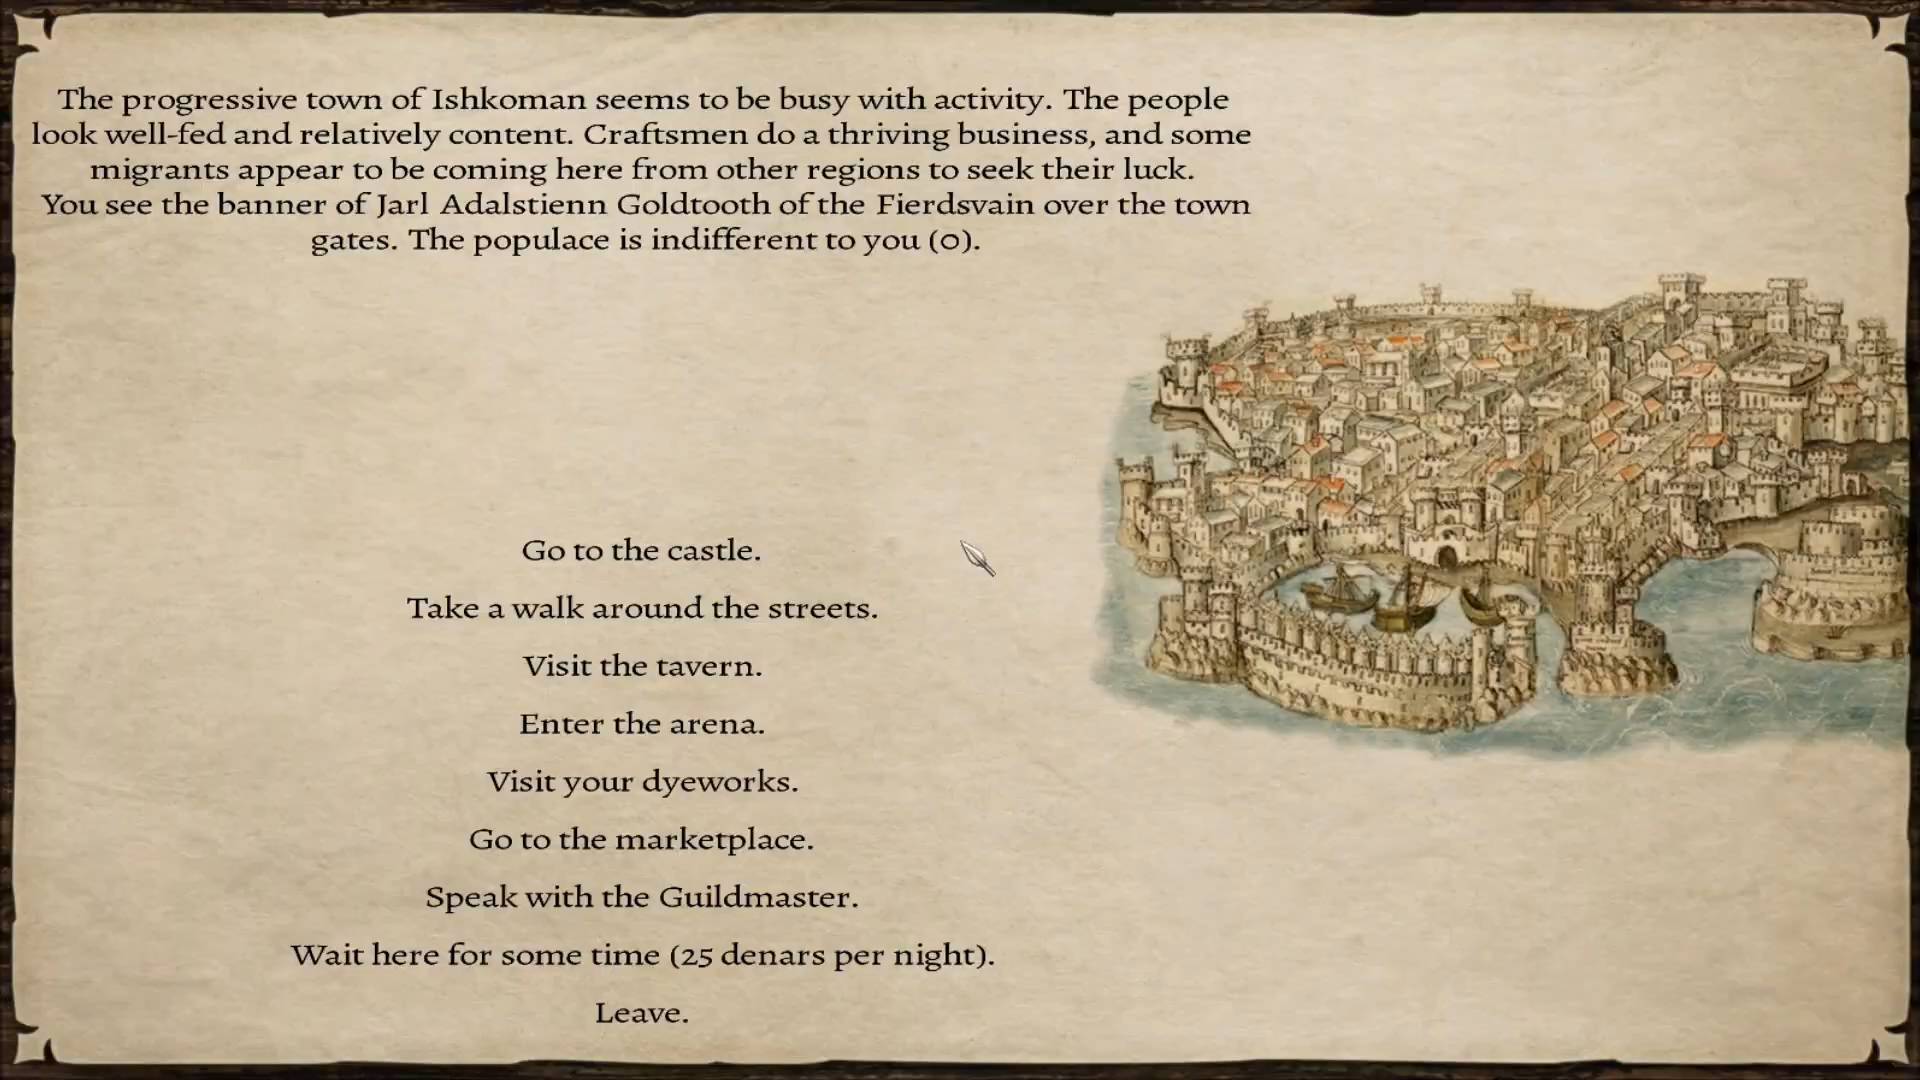 The progressive town of Ishkoman seems to be busy with activity. The people
look well-fed and relatively content. Craftsmen do a thriving business, and some
migrants appear to be coming here from other regions to seek their luck.
You see the banner of Jarl Adalstienn Goldtooth of the Fierdsvain over the town
gates. The populace is indifferent to you (0).
Go to the castle.
Take a walk around the streets.
Visit the tavern.
Enter the arena.
Visit your dyeworks.
Go to the marketplace.
Speak with the Guildmaster.
Wait here for some time (25 denars per night).
Leave.